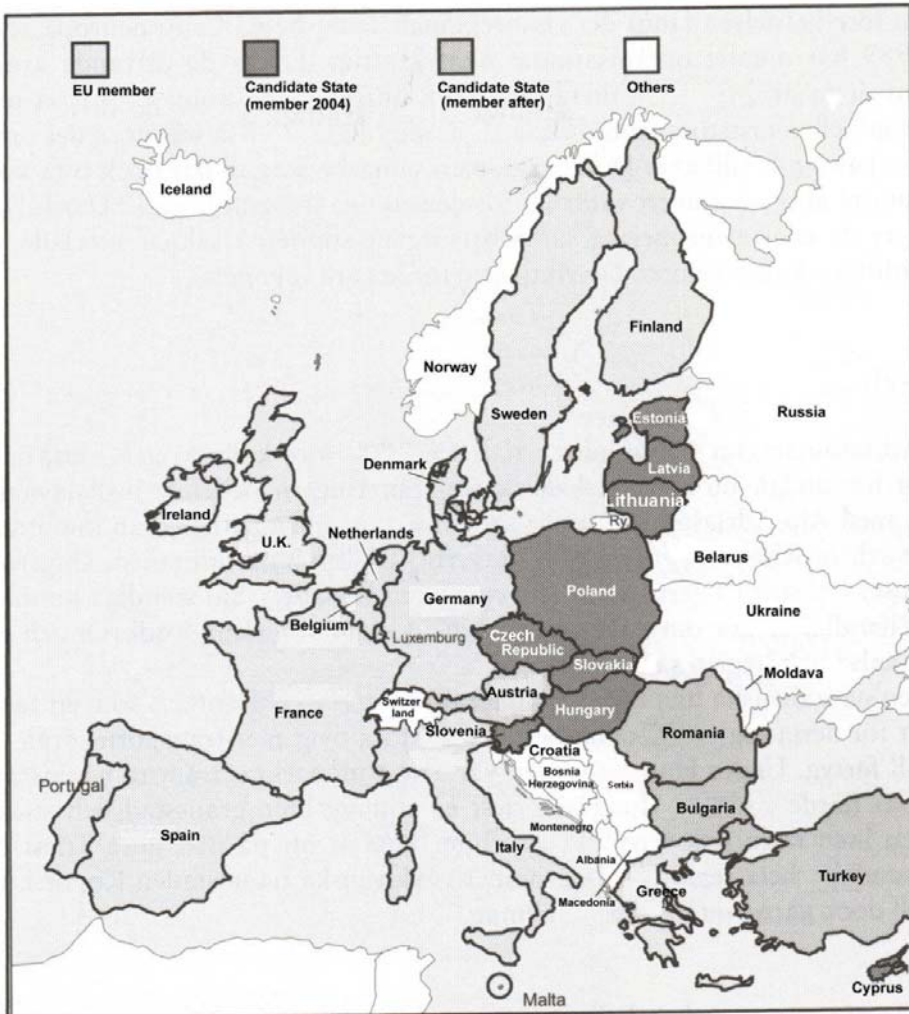 EU member
Candidate State
(member 2004)
Candidate State
(member after)
Others
Iceland
Norway
Sweden
Finland
Russia
Estonia
Latvia
Lithuania
Ry
Denmark
Ireland
U.K.
Netherlands
Belarus
Poland
Germany
Belgium
Luxemburg
Ukraine
Czech
Republic
Slovakia
Moldava
Austria
Hungary
Switzer
land
France
Slovenia
Romania
Croatia
Bosnia
Herzegovina
Serbia
Portugal
Spain
Bulgaria
Montenegro
Italy
Albania
Turkey
Macedonia
Greece
Cyprus
Malta